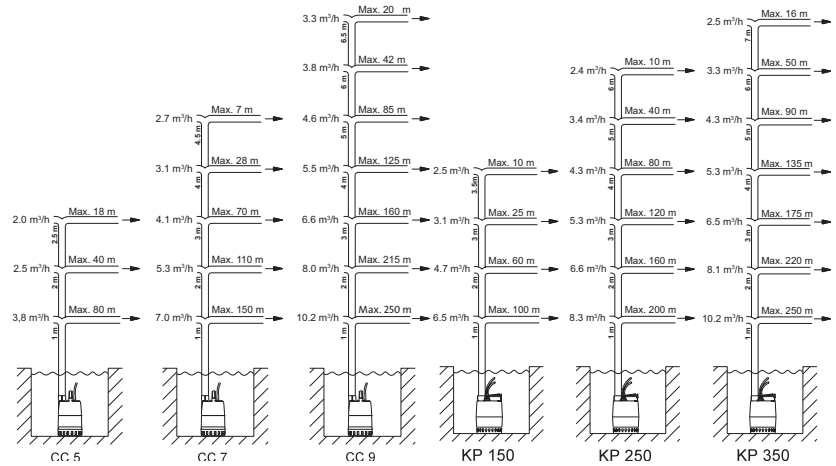 3.3 m³/h Max. 20 m
6.5 m
3.8 m³/h Max. 42 m
6 m
4.6 m³/h Max. 85 m
5 m
5.5 m³/h Max. 125 m
4 m
6.6 m³/h Max. 160 m
3 m
8.0 m³/h Max. 215 m
2 m
10.2 m³/h Max. 250 m
1 m
CC 9
2.0 m³/h Max. 18 m
2.5 m
2.5 m³/h Max. 40 m
2 m
3,8 m³/h Max. 80 m
1 m
CC 5
2.7 m³/h Max. 7 m
4.5 m
3.1 m³/h Max. 28 m
4 m
4.1 m³/h Max. 70 m
3 m
5.3 m³/h Max. 110 m
2 m
7.0 m³/h Max. 150 m
1 m
CC 7
2.5 m³/h Max. 10 m
3.5m
3.1 m³/h Max. 25 m
3 m
4.7 m³/h Max. 60 m
2 m
6.5 m³/h Max. 100 m
1 m
KP 150
2.4 m³/h Max. 10 m
6 m
3.4 m³/h Max. 40 m
5 m
4.3 m³/h Max. 80 m
4 m
5.3 m³/h Max. 120 m
3 m
6.6 m³/h Max. 160 m
2 m
8.3 m³/h Max. 200 m
1 m
KP 250
2.5 m³/h Max. 16 m
7 m
3.3 m³/h Max. 50 m
6 m
4.3 m³/h Max. 90 m
5 m
5.3 m³/h Max. 135 m
4 m
6.5 m³/h Max. 175 m
3 m
8.1 m³/h Max. 220 m
2 m
10.2 m³/h Max. 250 m
1 m
KP 350